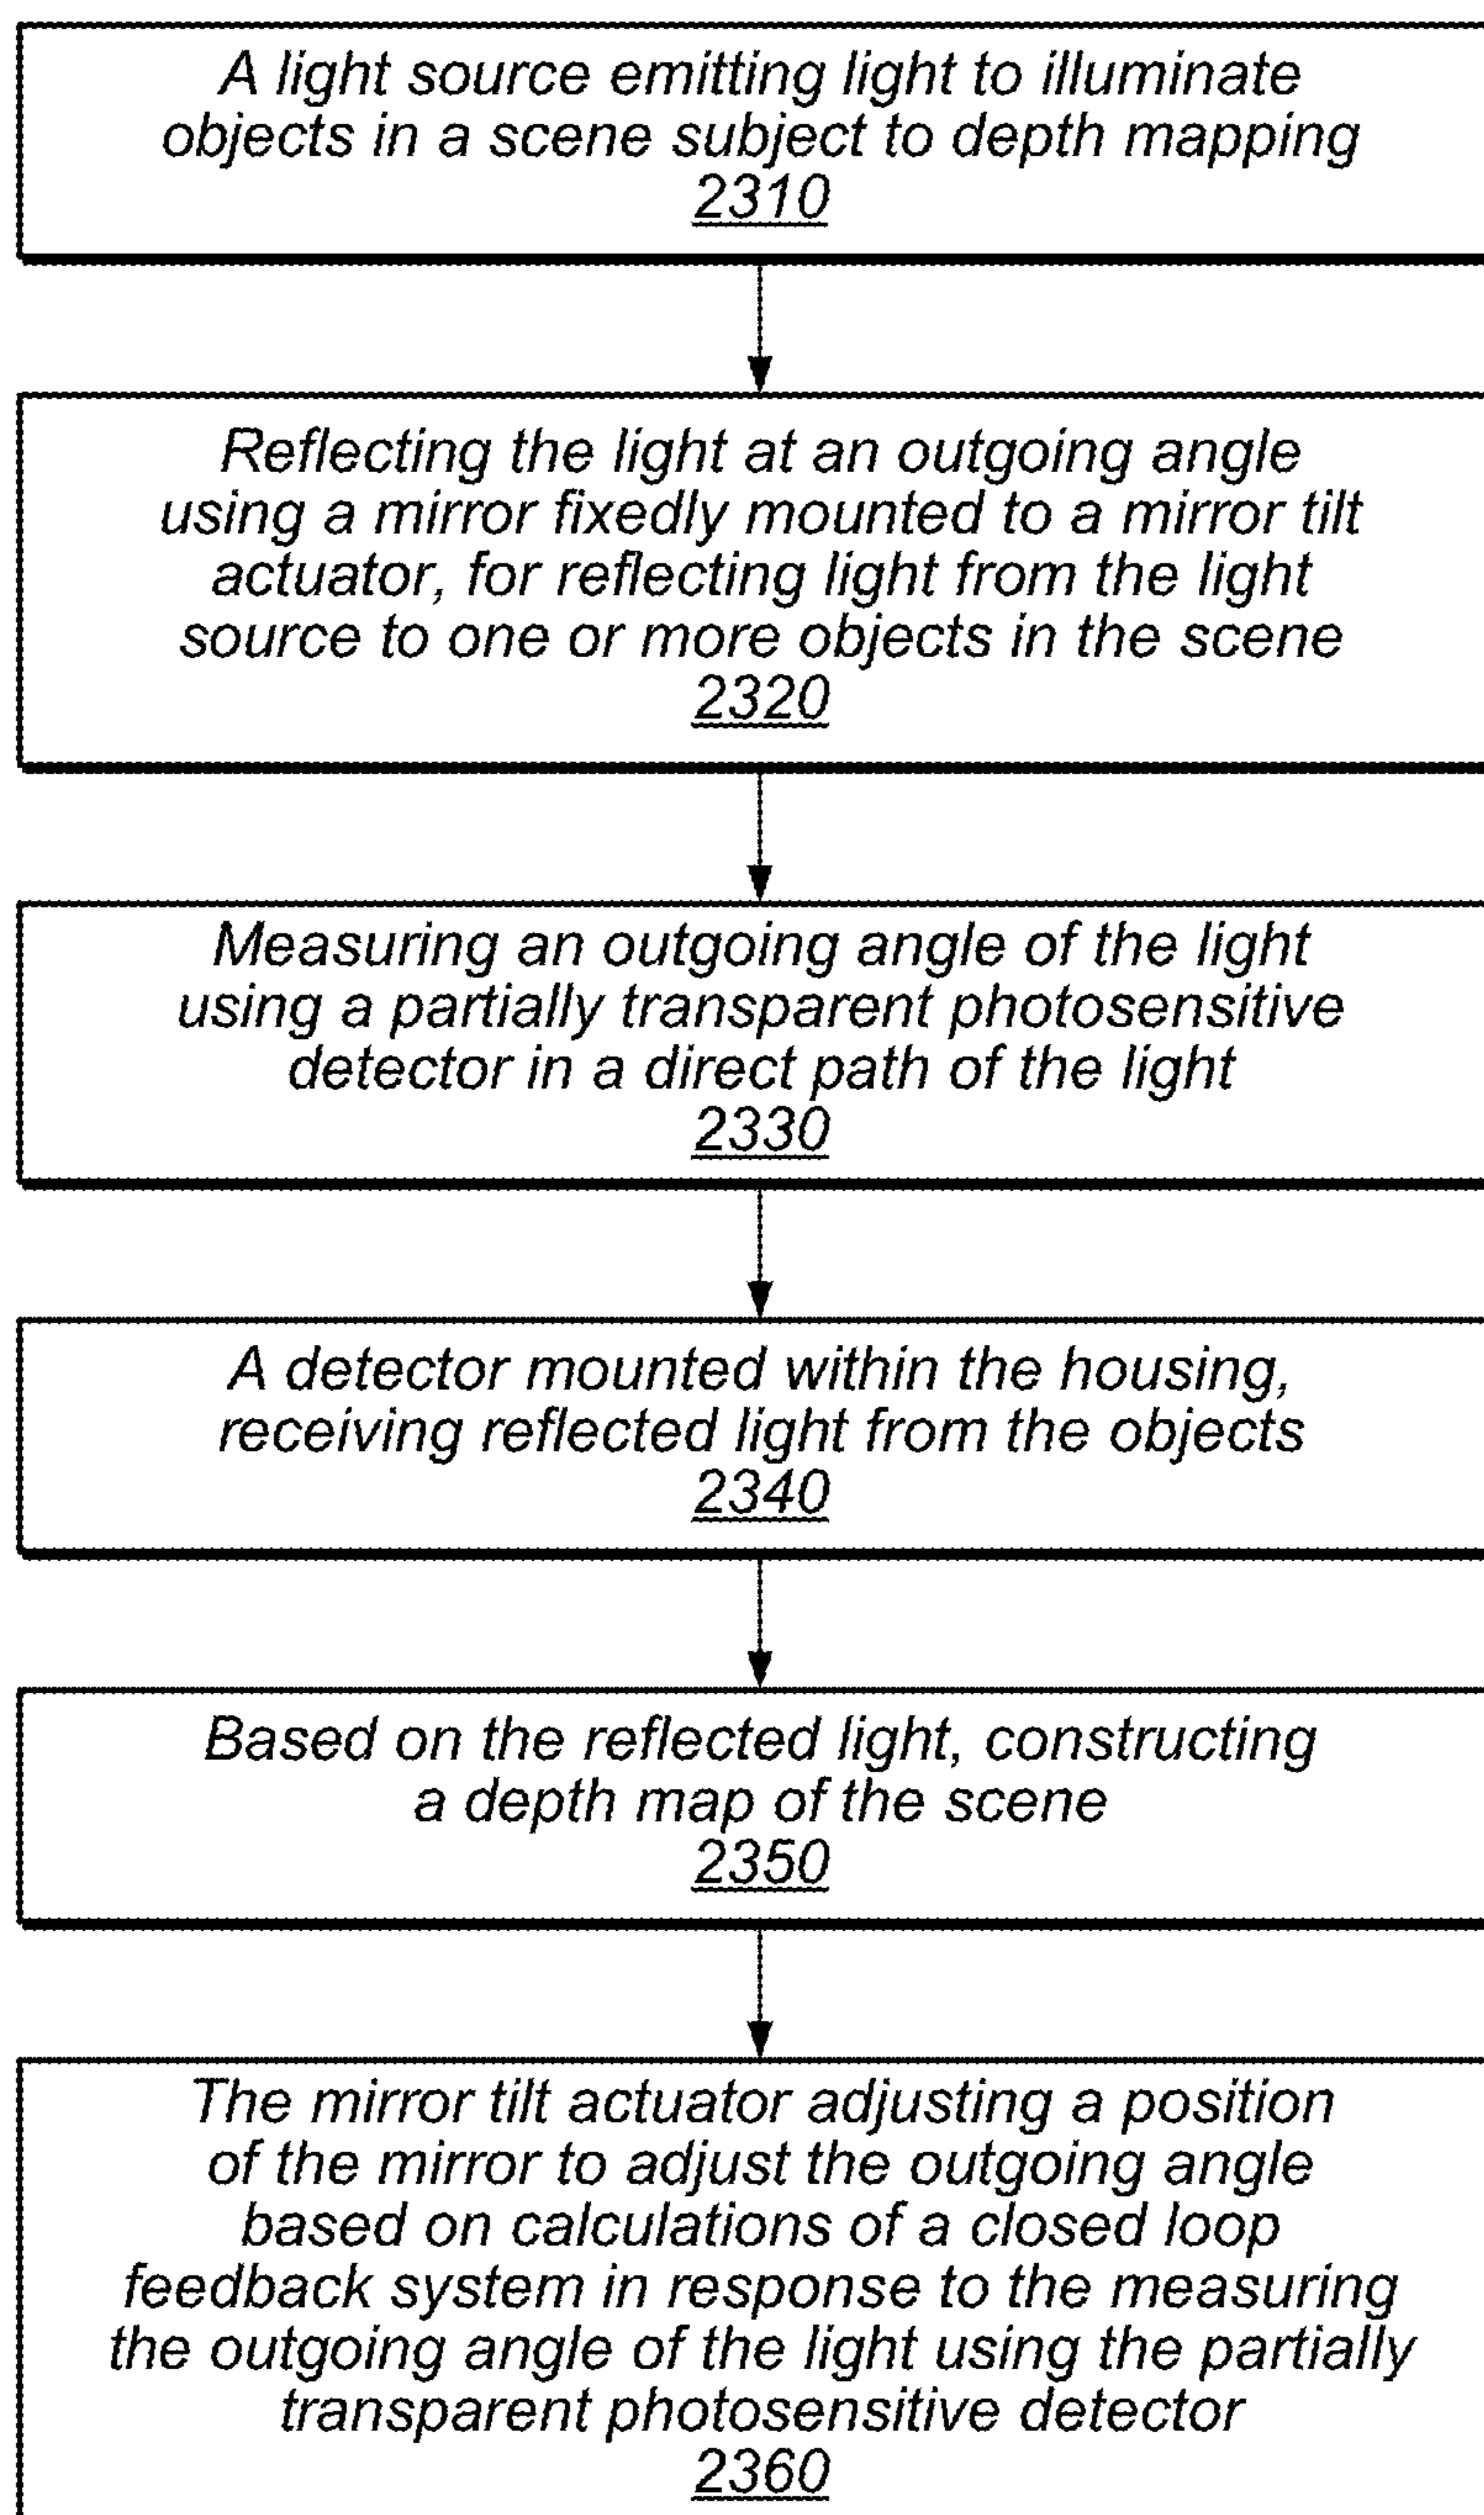 A light source emitting light to illuminate
objects in a scene subject to depth mapping
2310
Reflecting the light at an outgoing angle
using a mirror fixedly mounted to a mirror tilt
actuator, for reflecting light from the light
source to one or more objects in the scene
2320
Measuring an outgoing angle of the light
using a partially transparent photosensitive
detector in a direct path of the light
2330
A detector mounted within the housing,
receiving reflected light from the objects
2340
Based on the reflected light, constructing
a depth map of the scene
2350
The mirror tilt actuator adjusting a position
of the mirror to adjust the outgoing angle
based on calculations of a closed loop
feedback system in response to the measuring
the outgoing angle of the light using the partially
transparent photosensitive detector
2360